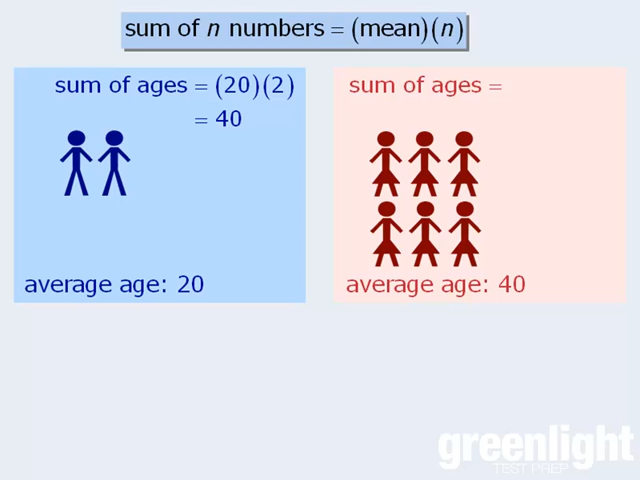 sum of n numbers = (mean)(n)
sum of ages = (20)(2)
= 40
average age: 20
sum of ages =
average age: 40
greenlight
TEST PREP